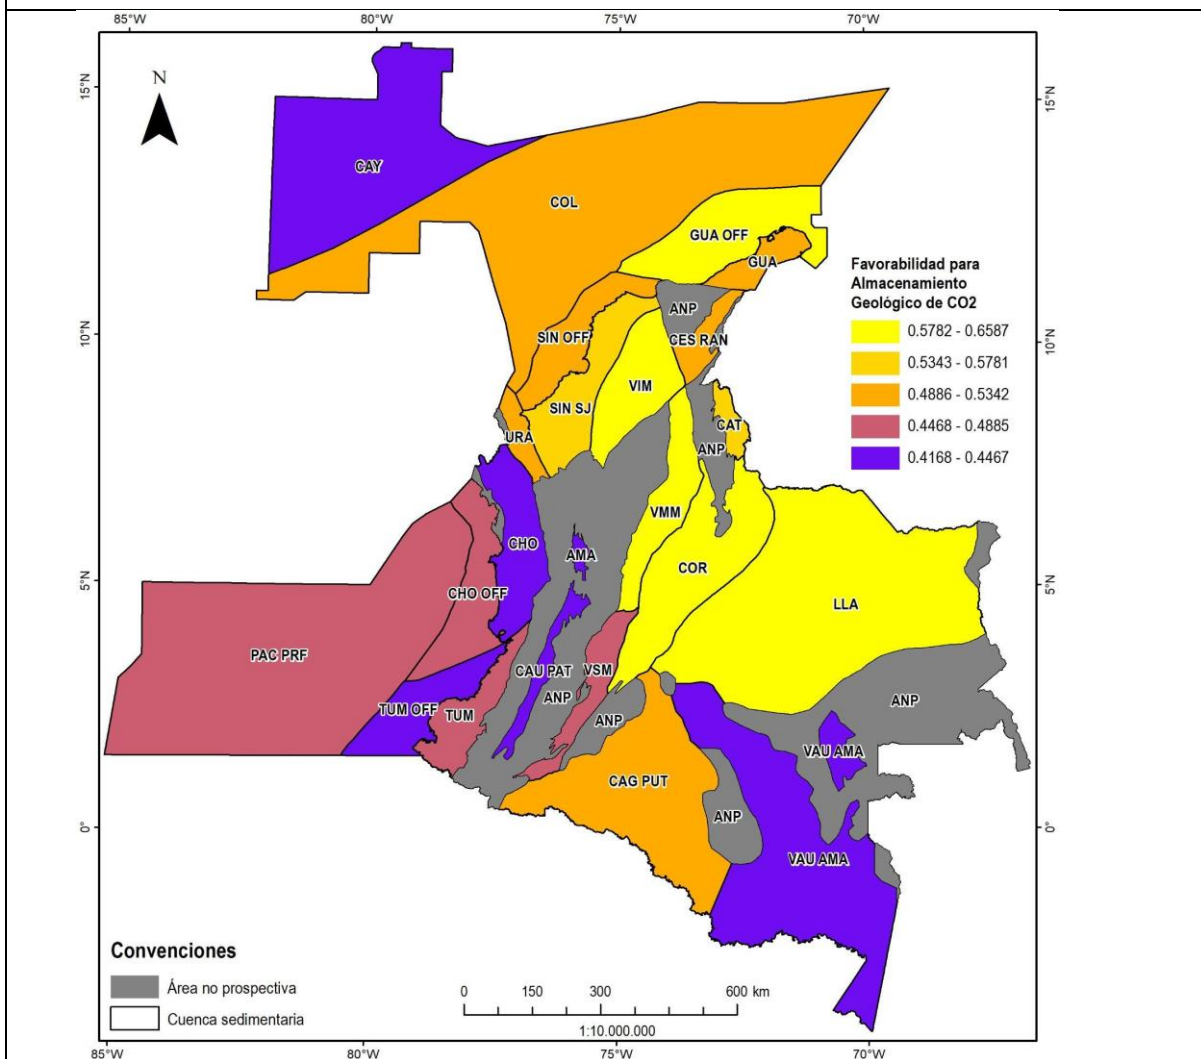 85°W 80°W 75°W 70°W
15°N
15°N
N
CAY
COL
GUA OFF
GUA
Favorabilidad para
Almacenamiento
Geológico de CO2
0.5782 - 0.6587
0.5343 - 0.5781
0.4886 - 0.5342
0.4468 - 0.4885
0.4168 - 0.4467
ANP
10°N
10°N
SIN OFF
CES RAN
VIM
SIN SJ
CAT
URA
ANP
VMM
CHO
AMA
COR
5°N
5°N
CHO OFF
LLA
PAC PRF
CAU PAT
VSM
ANP
ANP
ANP
TUM OFF
TUM
VAU AMA
CAG PUT
ANP
0°
0°
VAU AMA
Convenciones
Área no prospectiva
Cuenca sedimentaria
0 150 300 600 km
1:10.000.000
85°W 80°W 75°W 70°W